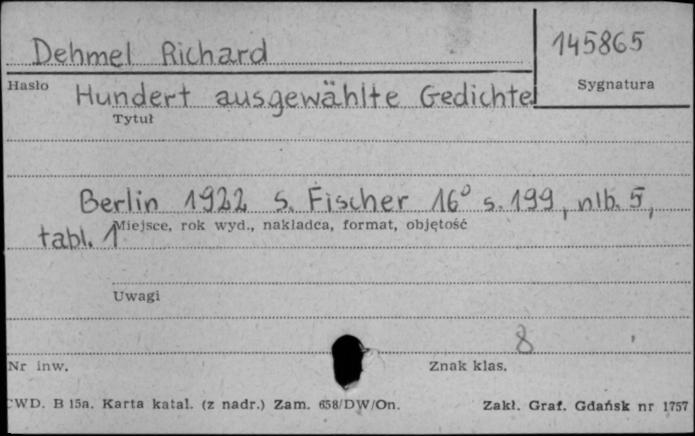 Dehmel Richard
145865
Hasło
Sygnatura
Hundert ausgewählte Gedichte
Tytuł
Berlin 1922 S. Fischer 16° s. 199, nlb. 5,
tabl. 1
Miejsce, rok wyd., nakładca, format, objętość
Uwagi
8
Nr inw.
Znak klas.
CWD. B 15a. Karta katal. (z nadr.) Zam. 658/DW/On.
Zakł. Graf. Gdańsk nr 1757